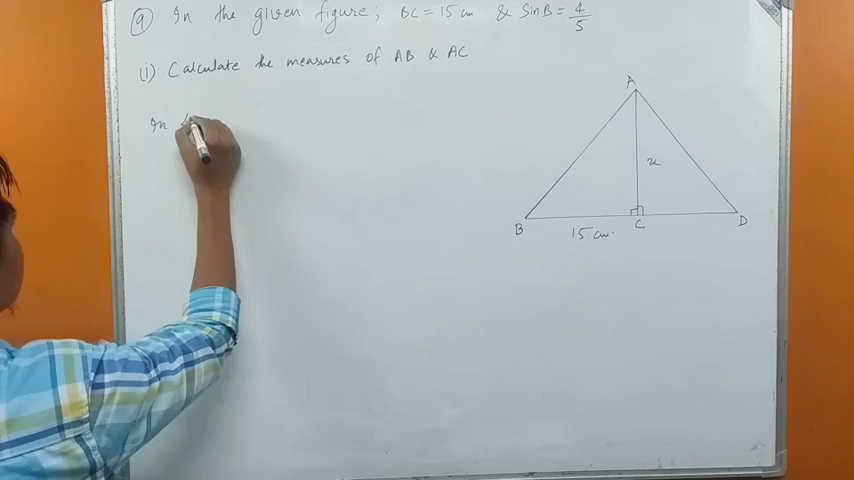 9 In the given figure; BC = 15 cm & Sin B = 4/5
(i) Calculate the measures of AB & AC
In
A
x
B
C
D
15 cm.